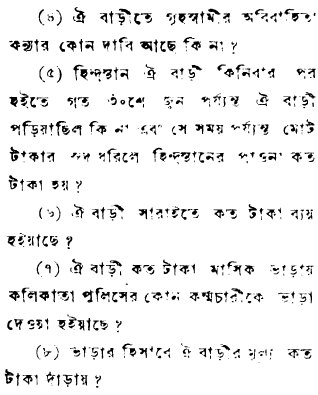 (৪) ঐ বাড়ীতে গৃহস্বামীর অবিবাহিতা
কন্যার কোন দাবি আছে কি না ?
(৫) হিন্দুস্তান ঐ বাড়ী কিনিবার পর
হইতে গত ৩০শে জুন পর্য্যন্ত ঐ বাড়ী
পড়িয়াছিল কি না এবং সে সময় পর্য্যন্ত মোট
টাকার সুদ ধরিলে হিন্দুস্তানের পাওনা কত
টাকা হয় ?
(৬) ঐ বাড়ী সারাইতে কত টাকা ব্যয়
হইয়াছে ?
(৭) ঐ বাড়ী কত টাকা মাসিক ভাড়ায়
কলিকাতা পুলিসের কোন কর্ম্মচারীকে ভাড়া
দেওয়া হইয়াছে ?
(৮) ভাড়ার হিসাবে ঐ বাড়ীর মূল্য কত
টাকা দাঁড়ায় ?